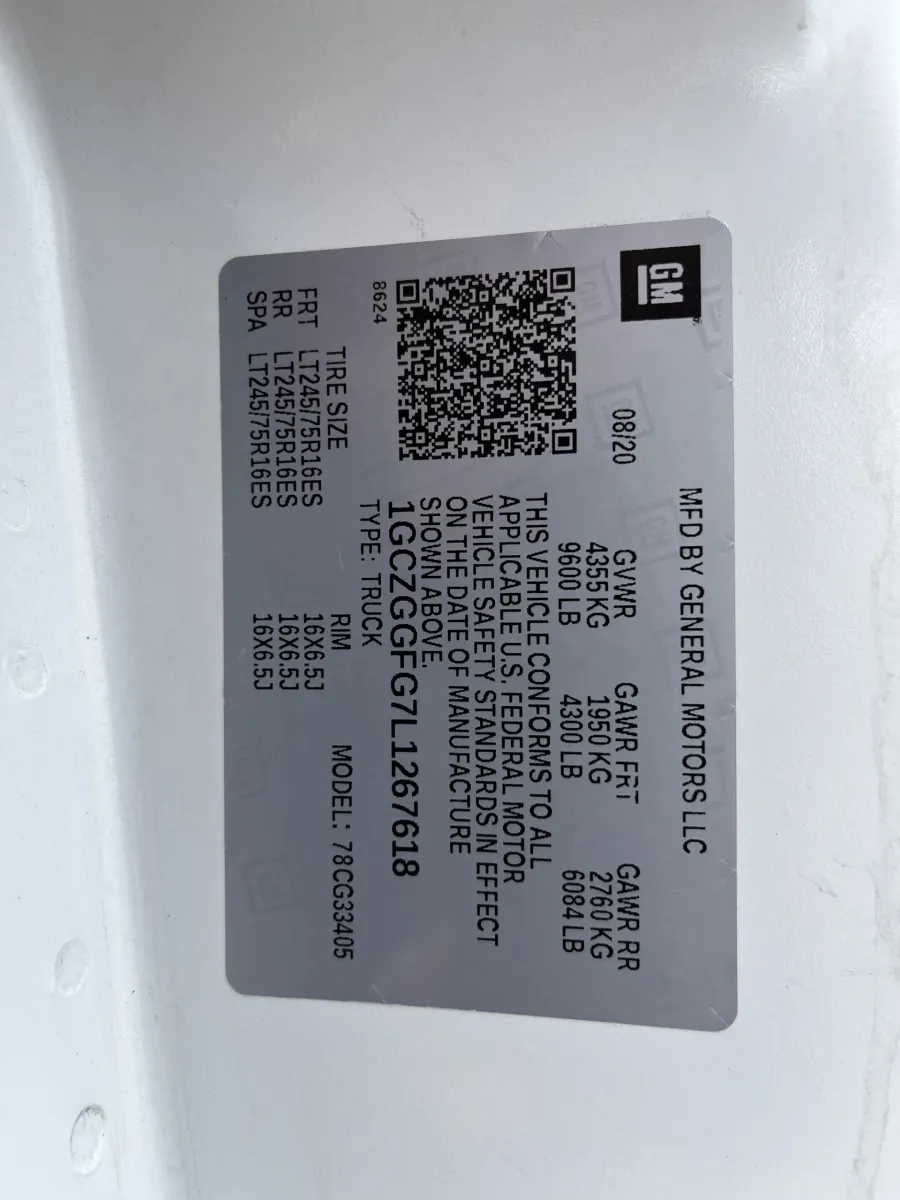 GM
MFD BY GENERAL MOTORS LLC
08/20
GVWR GAWR FRT GAWR RR
4355 KG 1950 KG 2760 KG
9600 LB 4300 LB 6084 LB
THIS VEHICLE CONFORMS TO ALL
APPLICABLE U.S. FEDERAL MOTOR
VEHICLE SAFETY STANDARDS IN EFFECT
ON THE DATE OF MANUFACTURE
SHOWN ABOVE.
1GCZGGFG7L1267618
TYPE: TRUCK
8624
TIRE SIZE RIM MODEL: 78CG33405
FRT LT245/75R16ES 16X6.5J
RR LT245/75R16ES 16X6.5J
SPA LT245/75R16ES 16X6.5J